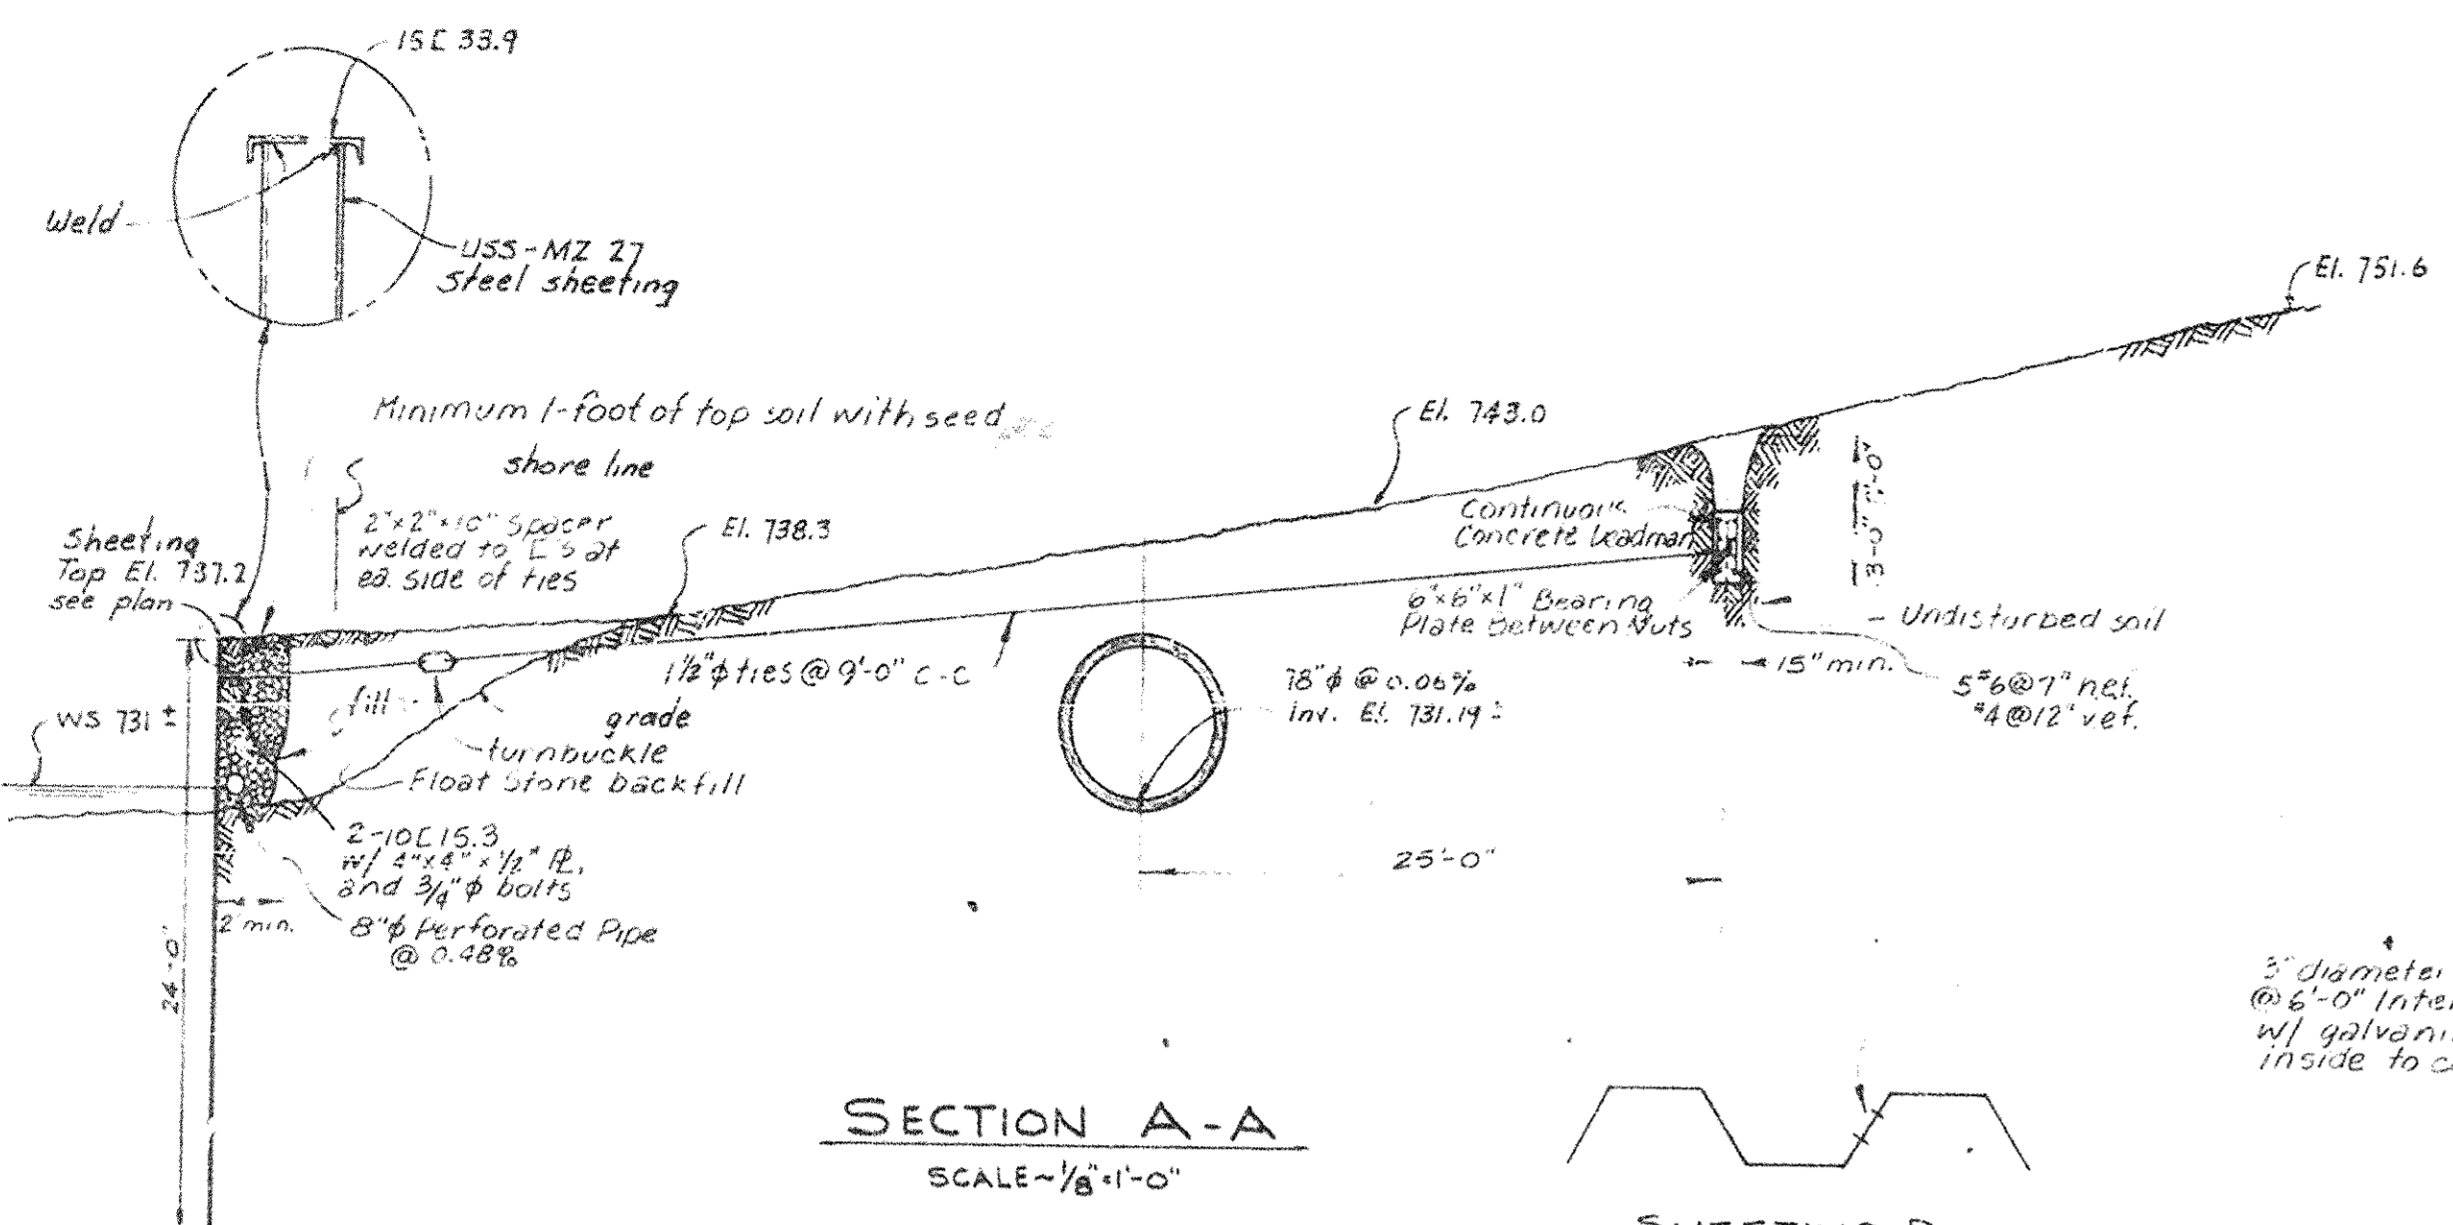 15[ 33.9
Weld
USS-MZ 27
Steel sheeting
El. 751.6
Minimum 1-foot of top soil with seed
shore line
El. 743.0
2"x2"x10" Spacer
welded to [s at
ea. side of ties
El. 738.3
Sheeting
Top El. 737.2
see plan
Continuous
Concrete Deadman
3'-0"
6"x6"x1" Bearing
Plate Between Nuts
Undisturbed soil
15" min.
5#6@7" hef.
#4@12" vef.
1½"φ ties @ 9'-0" C-C
78"φ @ 0.06%
Inv. El. 731.19±
WS 731±
fill
grade
turnbuckle
Float Stone backfill
2-10[15.3
w/ 4"x4"x1/2" PL,
and 3/4"φ bolts
2' min.
8"φ Perforated Pipe
@ 0.48%
25'-0"
24'-0"
3" diameter
@ 6'-0"
w/
inside to
SECTION A-A
SCALE~1/8"=1'-0"